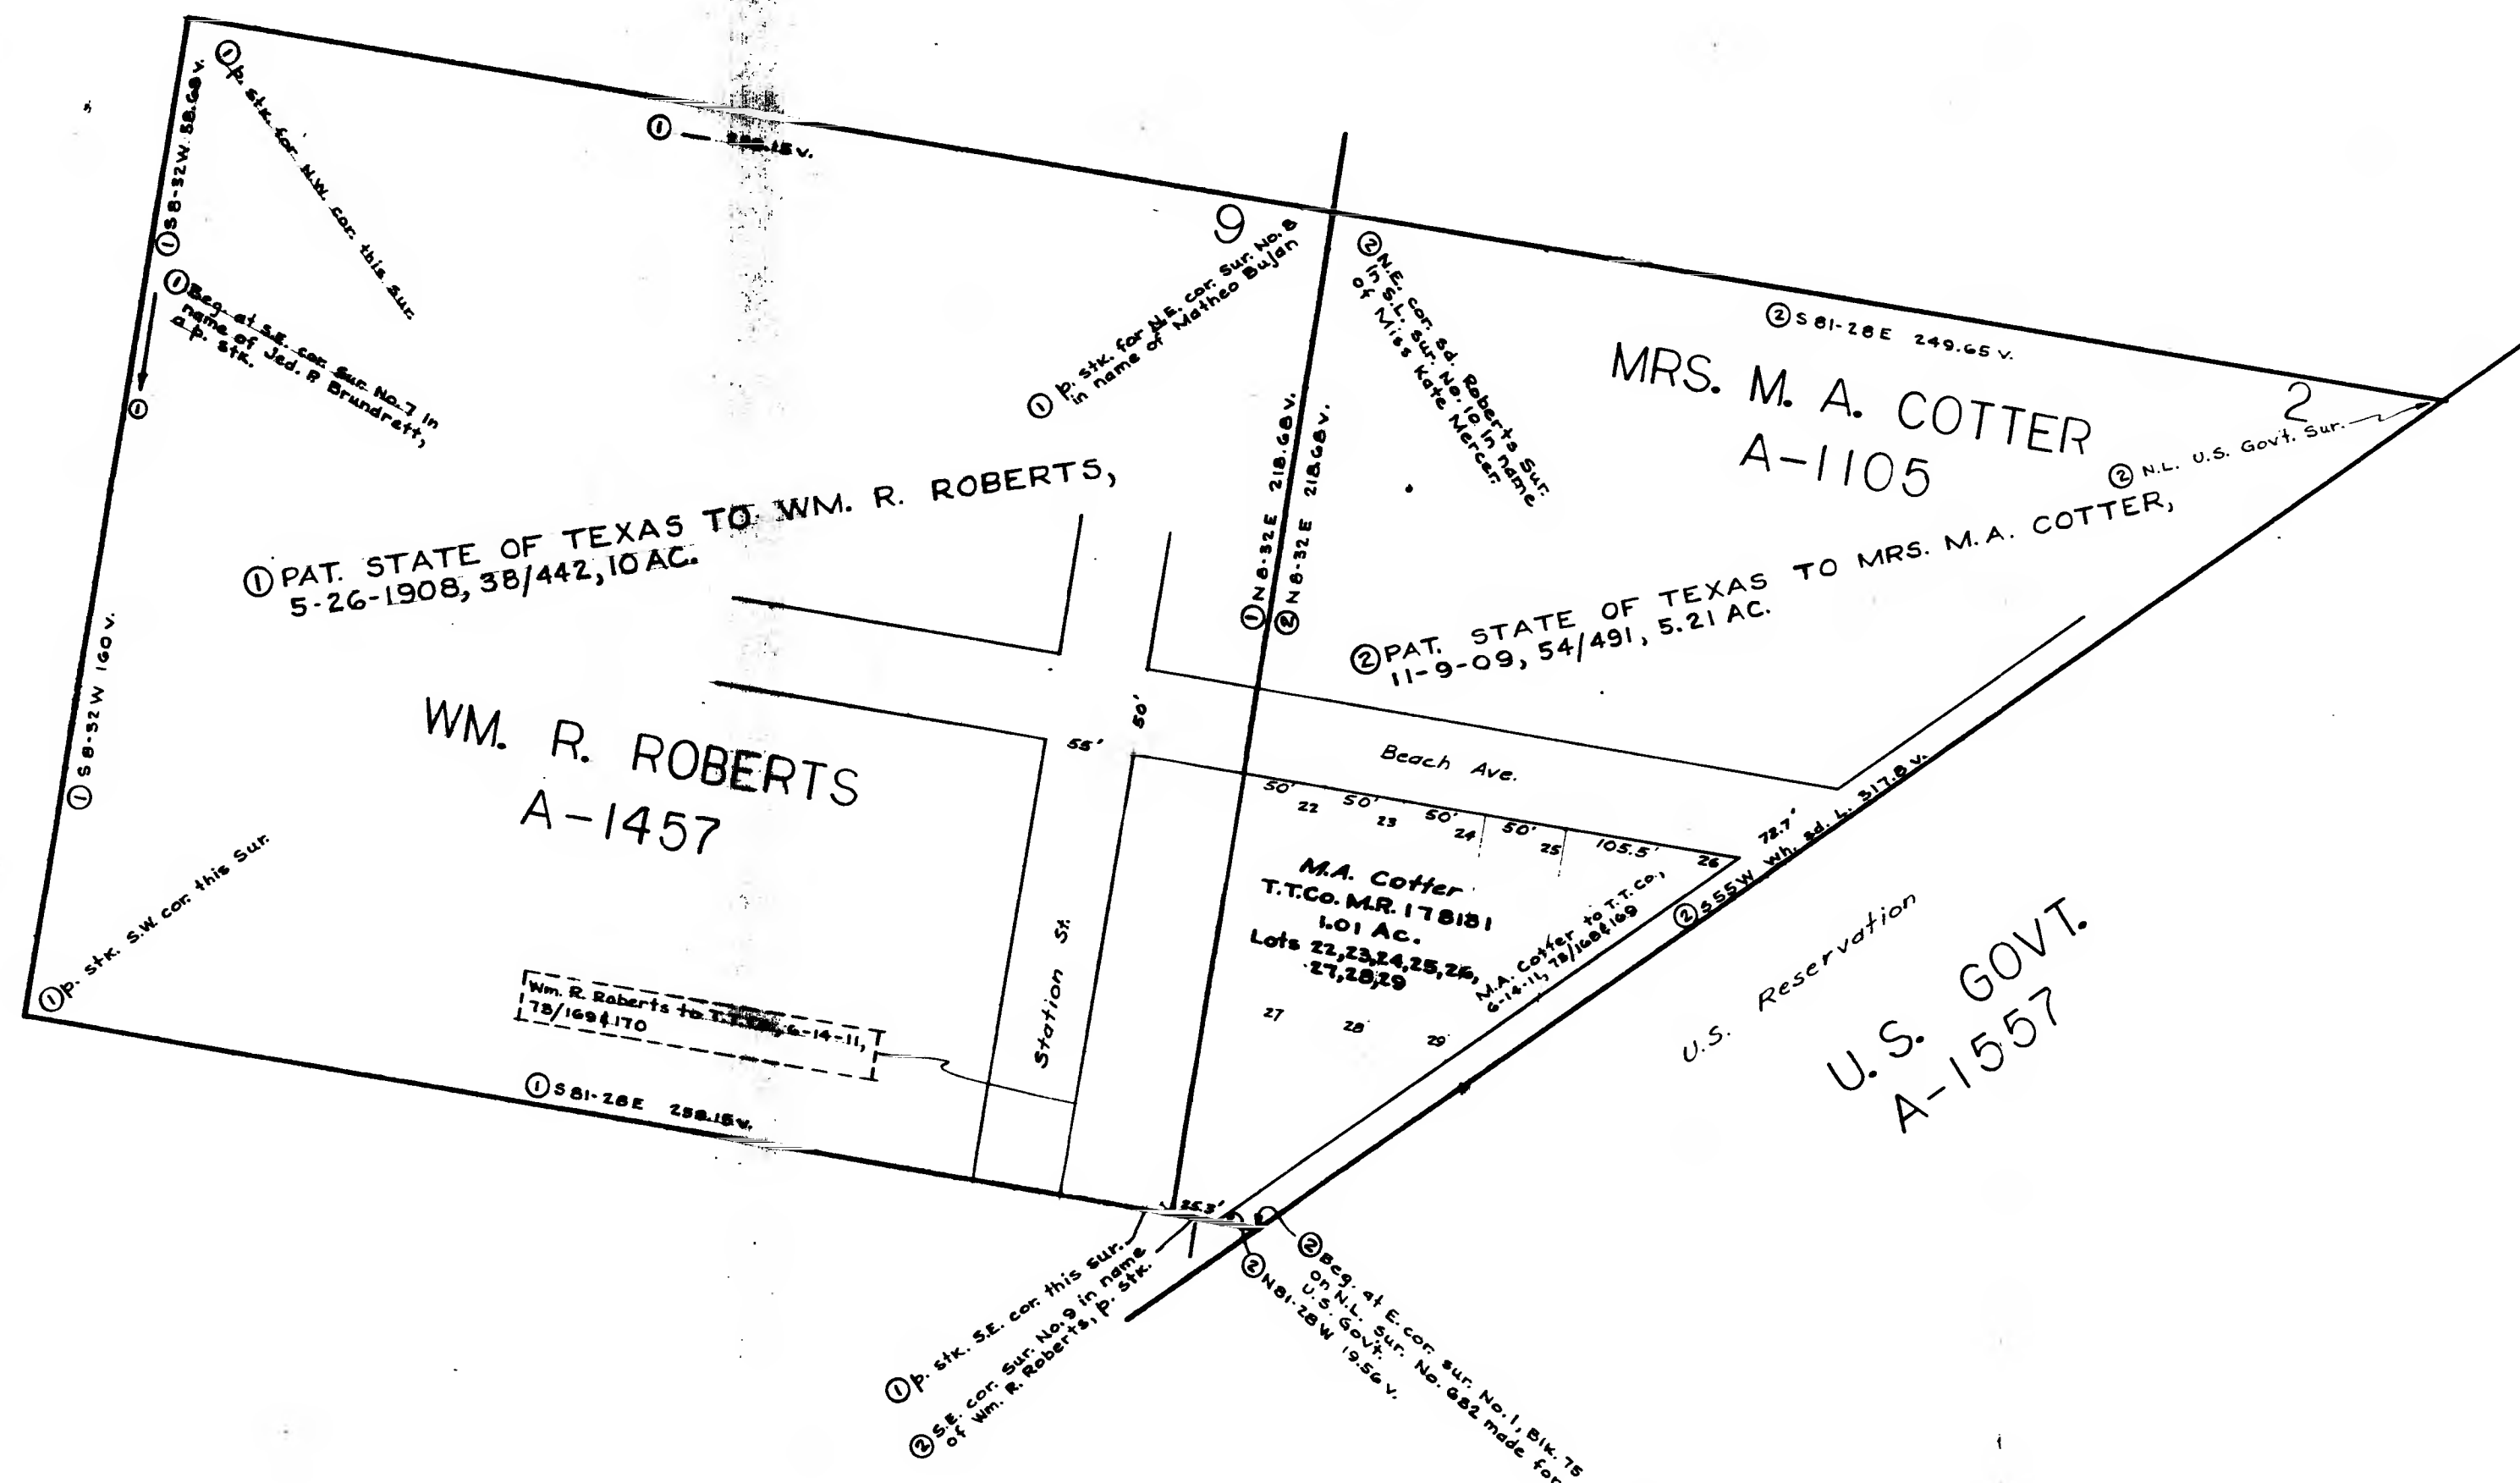 ① S 8-32 W 58.68 v.
① p. stk. for N.W. cor. this sur.
① Beg. at S.E. cor. Sur. No. 7 in
name of Jed. P Brundrett,
a p. stk.
①
① S 8-32 W 160 v.
① p. stk. S.W. cor. this Sur.
①
9
① p. stk. for N.E. cor. Sur. No. 8
in name of Matheo Bujan
① PAT. STATE OF TEXAS TO WM. R. ROBERTS,
5-26-1908, 38/442, 10 AC.
WM. R. ROBERTS
A-1457
① N 8-32 E 218.68 v.
② N 8-32 E 218.68 v.
② N.E. cor. sd. Roberts Sur.
in S.L. Sur. No. 10 in name
of Miss Kate Mercer.
② S 81-28 E 249.65 v.
MRS. M. A. COTTER
A-1105
2
② N.L. U.S. Govt. Sur.
② PAT. STATE OF TEXAS TO MRS. M.A. COTTER,
11-9-09, 54/491, 5.21 AC.
50'
55'
Beach Ave.
Station St.
50' 50' 50' 50' 105.5'
22 23 24 25 26
72.7'
② S 55 W wh. sd. L. 317.8 v.
M.A. Cotter
T.T.Co. M.R. 178181
1.01 Ac.
Lots 22,23,24,25,26,
27,28,29
M.A. Cotter to T.T.Co.,
6-14-11, 73/168&169
27 28 29
U.S. Reservation
U.S. GOVT.
A-1557
Wm. R. Roberts to 6-14-11,
73/169&170
① S 81-28 E
25.3'
① p. stk. S.E. cor. this sur.
② S.E. cor. Sur. No. 9 in name
of Wm. R. Roberts, p. stk.
② N 81-28 W 19.56 v.
② Beg. at E. cor. sur. No. 1, Blk. 75
on N.L. Sur. No. 682 made for
U.S. Govt.